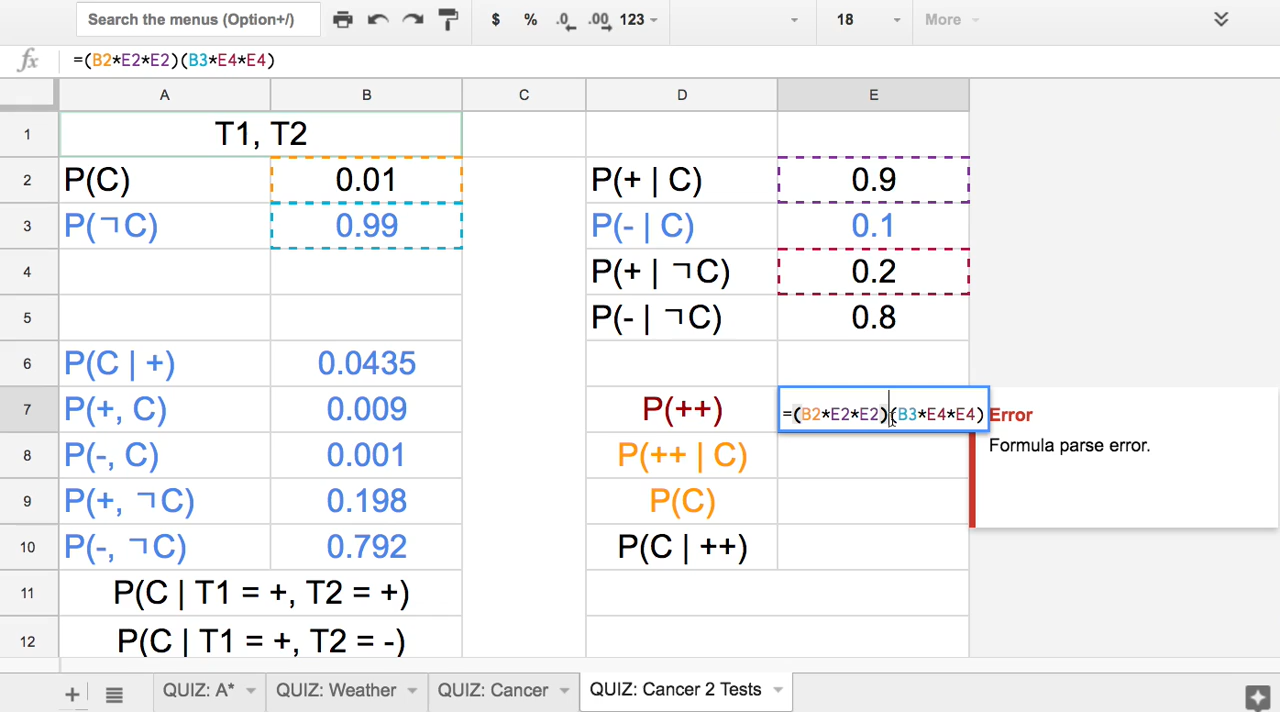 Search the menus (Option+/)
$ % .0 .00 123 18 More
fx =(B2*E2*E2)(B3*E4*E4)
A B C D E
1 T1, T2
2 P(C) 0.01 P(+ | C) 0.9
3 P(¬C) 0.99 P(- | C) 0.1
4 P(+ | ¬C) 0.2
5 P(- | ¬C) 0.8
6 P(C | +) 0.0435
7 P(+, C) 0.009 P(++) =(B2*E2*E2)(B3*E4*E4) Error
Formula parse error.
8 P(-, C) 0.001 P(++ | C)
9 P(+, ¬C) 0.198 P(C)
10 P(-, ¬C) 0.792 P(C | ++)
11 P(C | T1 = +, T2 = +)
12 P(C | T1 = +, T2 = -)
QUIZ: A* QUIZ: Weather QUIZ: Cancer QUIZ: Cancer 2 Tests